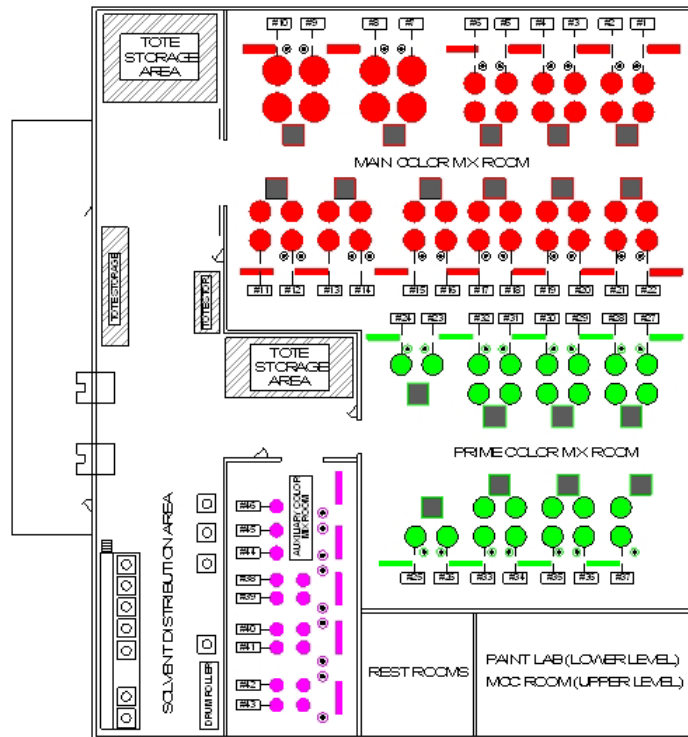 #10 #9 #8 #7 #6 #5 #4 #3 #2 #1
TOTE
STORAGE
AREA
MAIN COLOR MIX ROOM
#11 #12 #13 #14 #15 #16 #17 #18 #19 #20 #21 #22
TOTE STORAGE
#24 #23 #32 #31 #30 #29 #28 #27
TOTE
STORAGE
AREA
PRIME COLOR MIX ROOM
AUXILIARY COLOR
MIX ROOM
#46
#45
#44
#38
#39
#40
#41
#42
#43
#25 #26 #33 #34 #35 #36 #37
SOLVENT DISTRIBUTION AREA
DRUM ROLLER
REST ROOMS
PAINT LAB (LOWER LEVEL)
MCC ROOM (UPPER LEVEL)